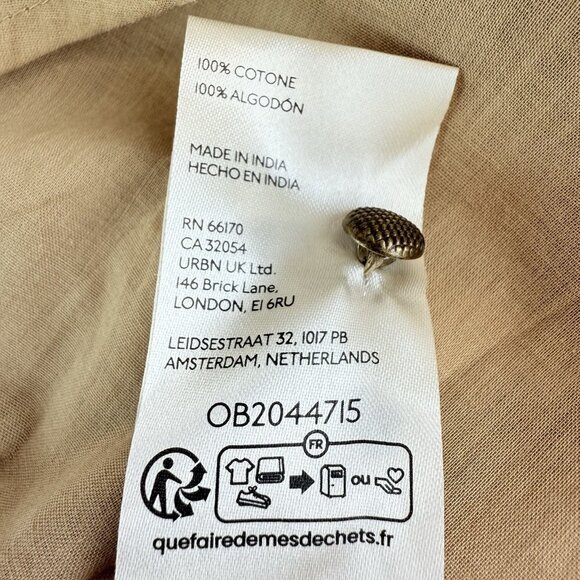 100% COTONE
100% ALGODÓN
MADE IN INDIA
HECHO EN INDIA
RN 66170
CA 32054
URBN UK Ltd.
146 Brick Lane,
LONDON, E1 6RU
LEIDSESTRAAT 32, 1017 PB
AMSTERDAM, NETHERLANDS
OB2044715
FR
ou
quefairedemesdechets.fr